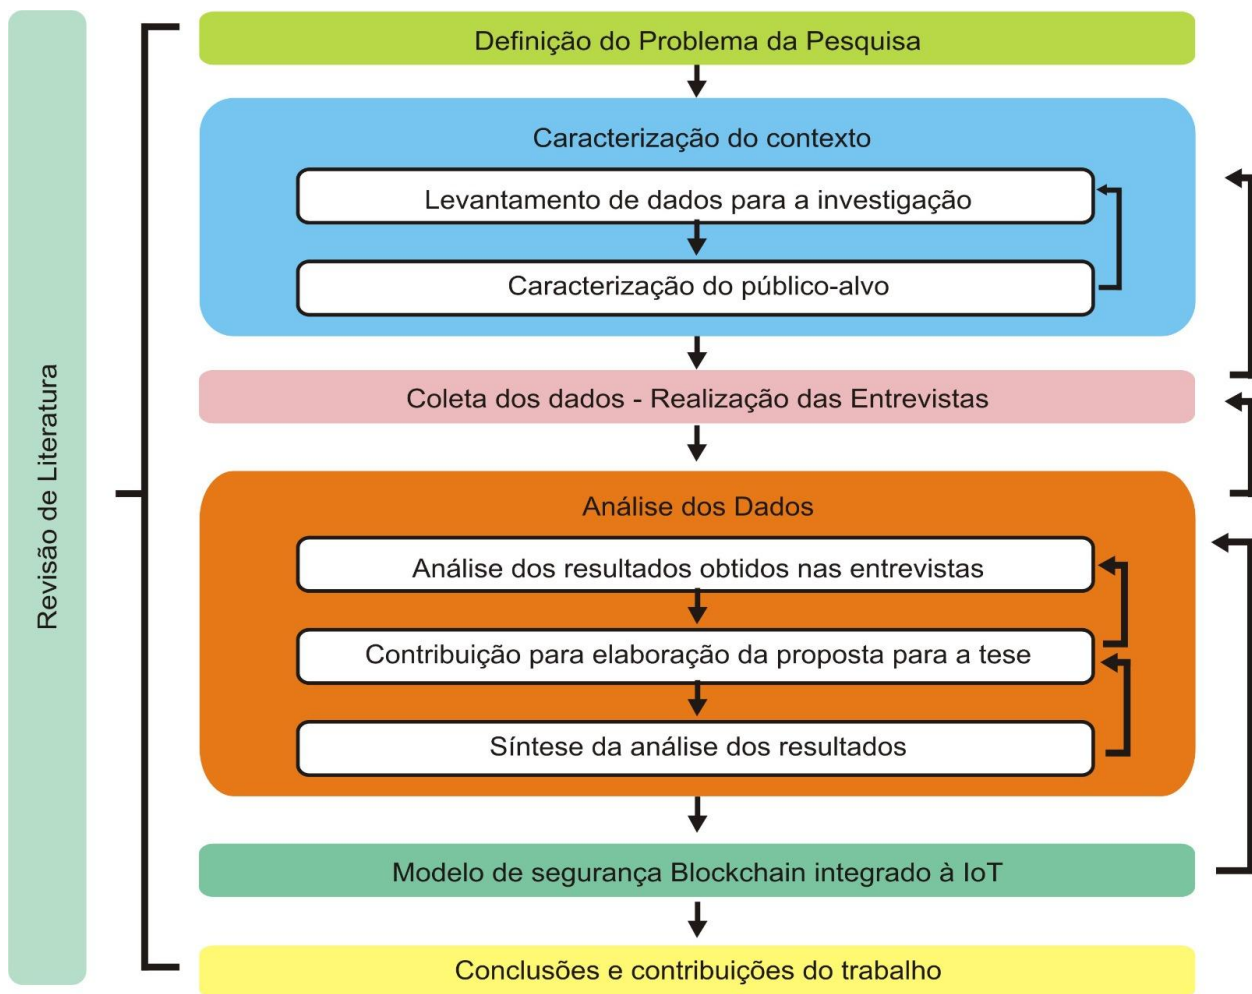 Revisão de Literatura
Definição do Problema da Pesquisa
Caracterização do contexto
Levantamento de dados para a investigação
Caracterização do público-alvo
Coleta dos dados - Realização das Entrevistas
Análise dos Dados
Análise dos resultados obtidos nas entrevistas
Contribuição para elaboração da proposta para a tese
Síntese da análise dos resultados
Modelo de segurança Blockchain integrado à IoT
Conclusões e contribuições do trabalho